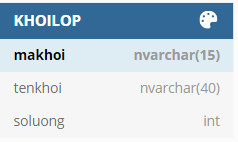 KHOILOP
makhoi nvarchar(15)
tenkhoi nvarchar(40)
soluong int